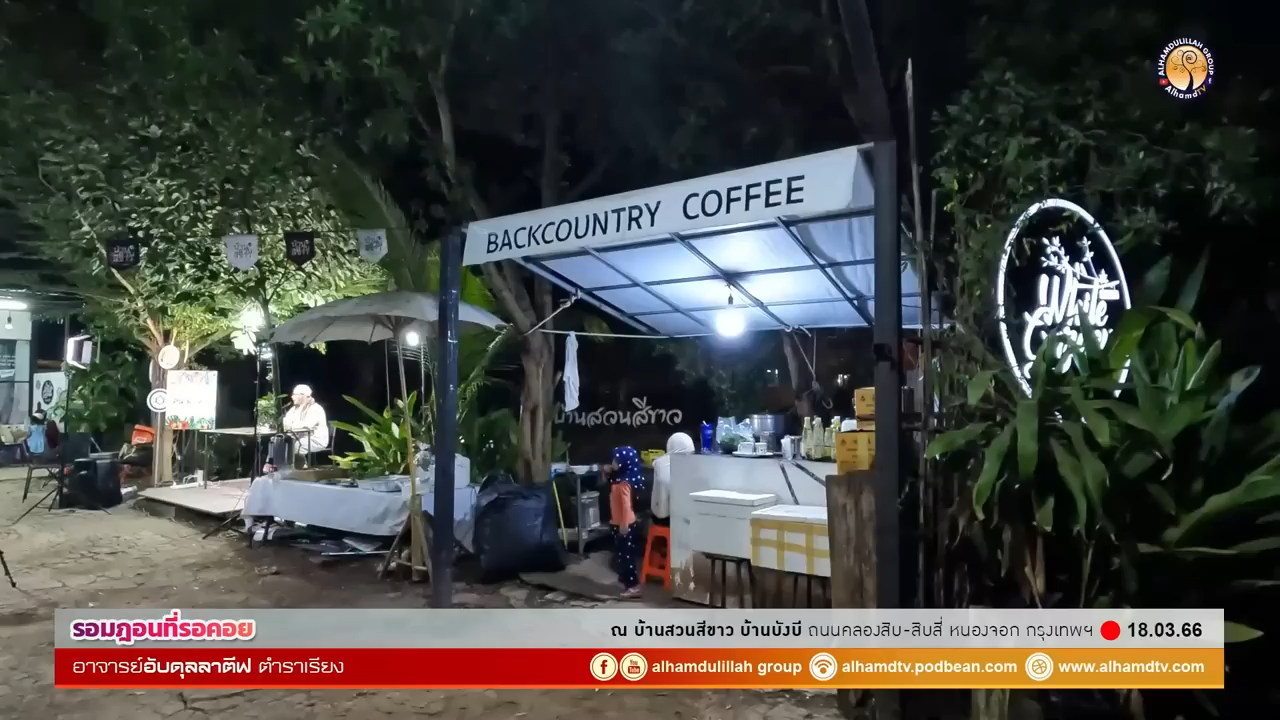 ALHAMDULILLAH GROUP
AlhamdTV
BACKCOUNTRY COFFEE
White
บ้านสวนสีขาว
รอมฎอนที่รอคอย
ณ บ้านสวนสีขาว บ้านบังบี ถนนคลองสิบ-สิบสี่ หนองจอก กรุงเทพฯ 18.03.66
อาจารย์อับดุลลาตีฟ ตำราเรียง
alhamdulillah group alhamdtv.podbean.com www.alhamdtv.com